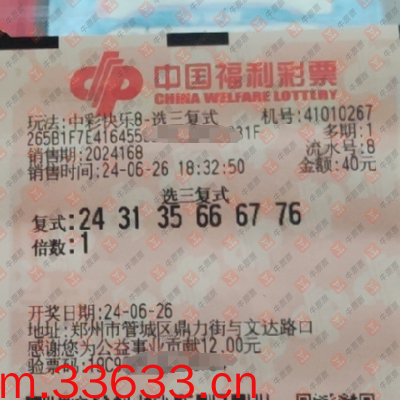 中国福利彩票
CHINA WELFARE LOTTERY
玩法:中彩快乐8-选三复式 机号:41010267
265B1F7E4164555 31F 多期:1
销售期:2024168 流水号:8
销售时间:24-06-26 18:32:50 金额:40元
选三复式
复式:24 31 35 66 67 76
倍数:1
开奖日期:24-06-26
地址:郑州市管城区鼎力街与文达路口
感谢您为公益事业贡献12.00元
验票码:
m.33633.cn